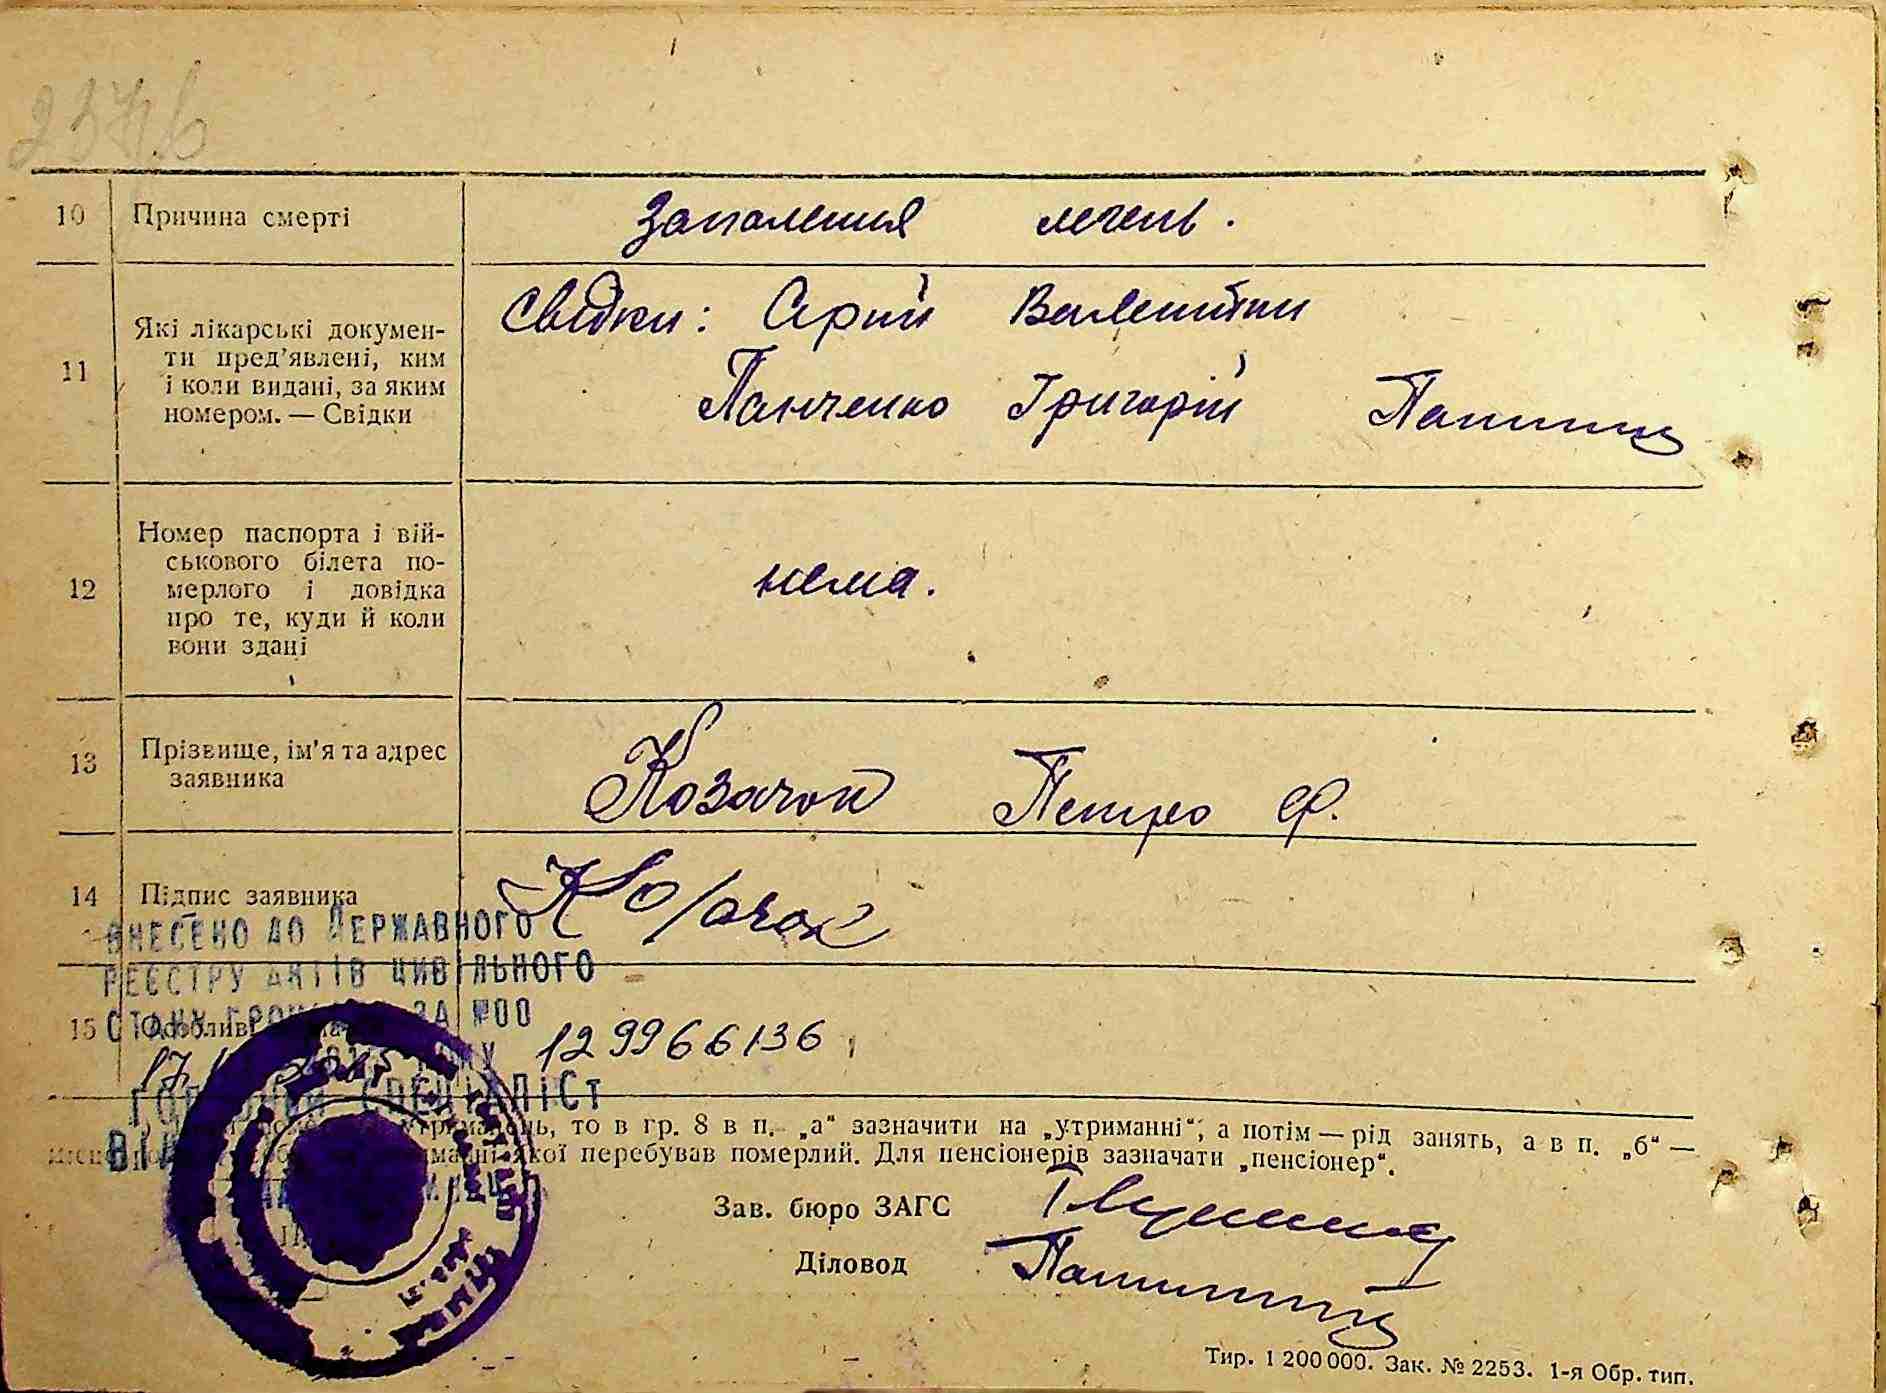 10 Причина смерті Запалення легень.
11 Які лікарські докумен-
ти пред'явлені, ким
і коли видані, за яким
номером. — Свідки
Свідки: Сірий Валентин
Панченко Григорій
12 Номер паспорта і вій-
ськового білета по-
мерлого і довідка
про те, куди й коли
вони здані
нема.
13 Прізвище, ім'я та адрес
заявника
Козачок Петро Ф.
14 Підпис заявника Козачок
ВНЕСЕНО ДО ДЕРЖАВНОГО
РЕЄСТРУ АКТІВ ЦИВІЛЬНОГО
СТАНУ ЗА №00
15 Особливі
17 129966136
СПЕЦІАЛІСТ
то в гр. 8 в п. „а“ зазначити на „утриманні“, а потім — рід занять, а в п. „б“ —
якої перебував померлий. Для пенсіонерів зазначати „пенсіонер“.
Зав. бюро ЗАГС
Діловод
Тир. 1 200 000. Зак. № 2253. 1-я Обр. тип.